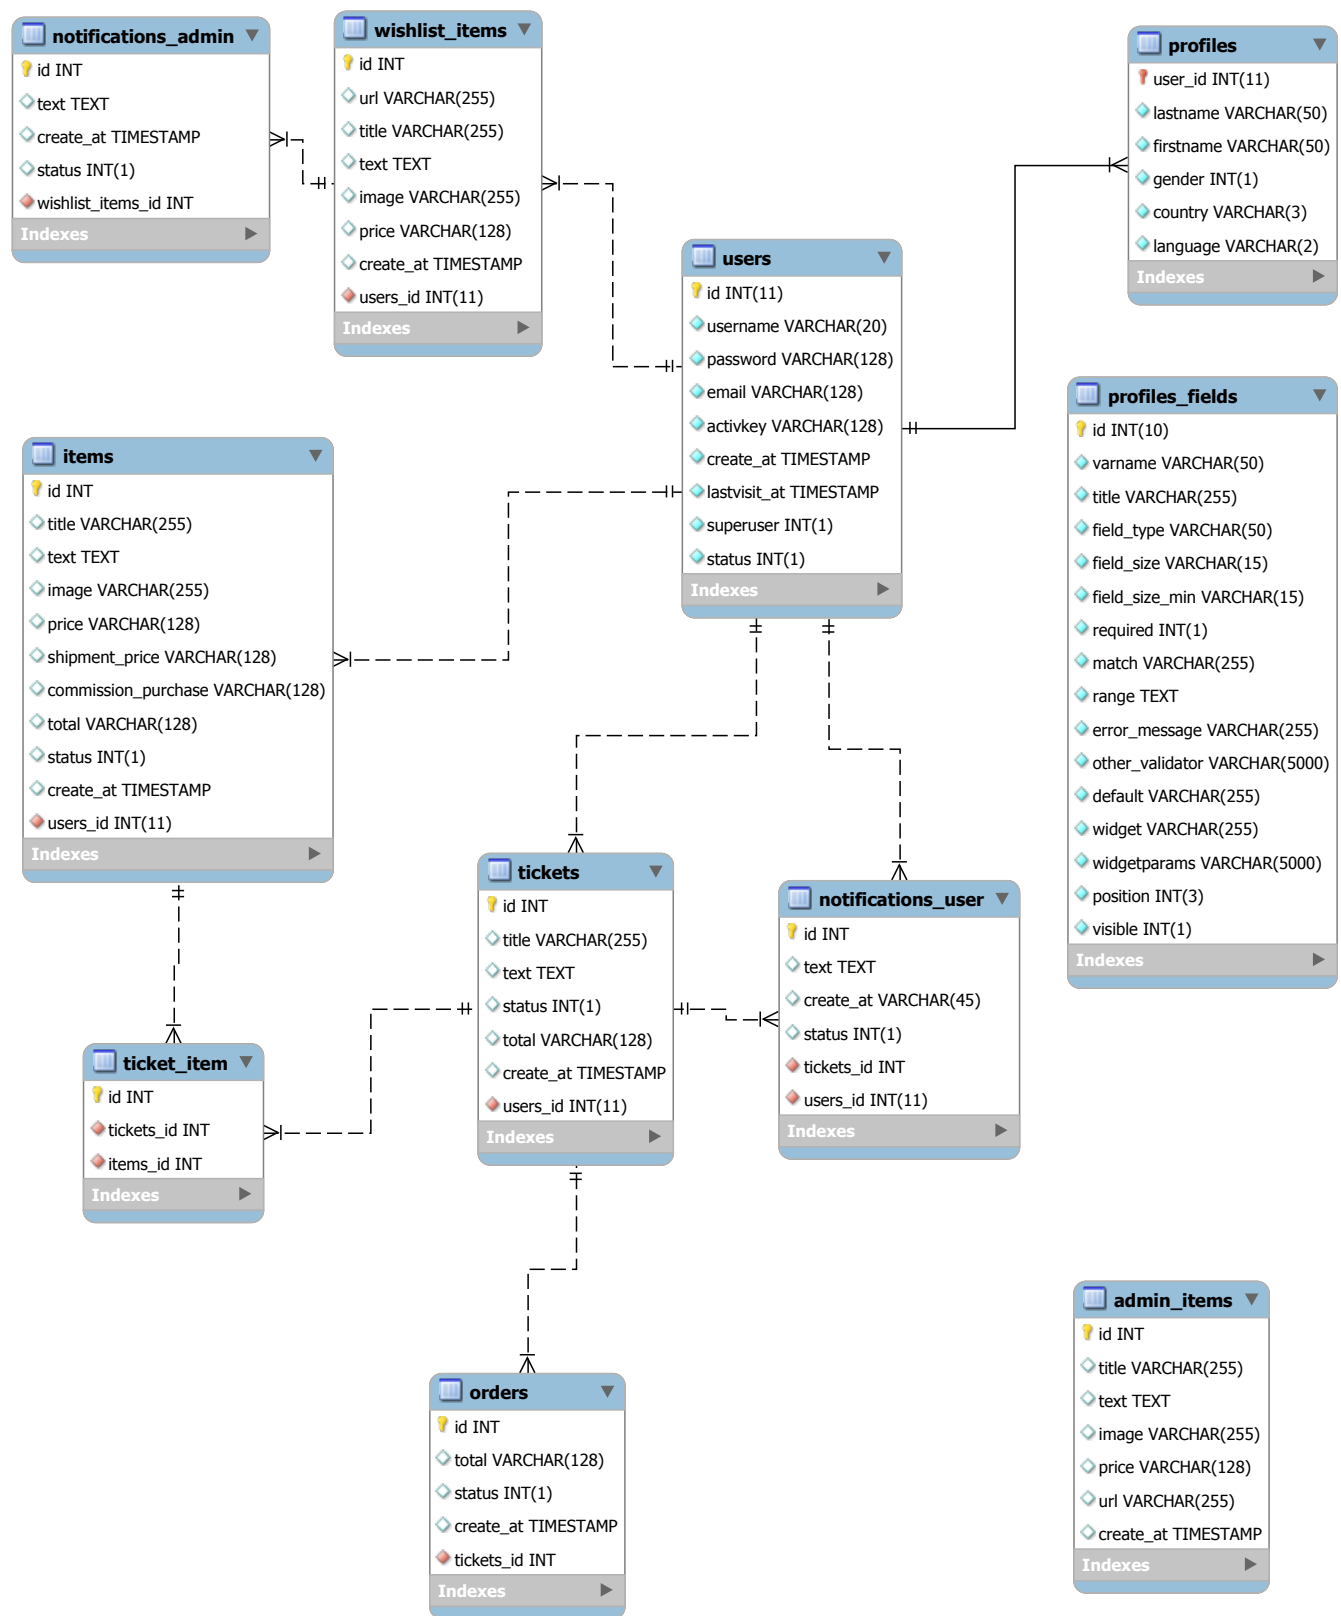 notifications_admin
id INT
text TEXT
create_at TIMESTAMP
status INT(1)
wishlist_items_id INT
Indexes
wishlist_items
id INT
url VARCHAR(255)
title VARCHAR(255)
text TEXT
image VARCHAR(255)
price VARCHAR(128)
create_at TIMESTAMP
users_id INT(11)
Indexes
profiles
user_id INT(11)
lastname VARCHAR(50)
firstname VARCHAR(50)
gender INT(1)
country VARCHAR(3)
language VARCHAR(2)
Indexes
users
id INT(11)
username VARCHAR(20)
password VARCHAR(128)
email VARCHAR(128)
activkey VARCHAR(128)
create_at TIMESTAMP
lastvisit_at TIMESTAMP
superuser INT(1)
status INT(1)
Indexes
profiles_fields
id INT(10)
varname VARCHAR(50)
title VARCHAR(255)
field_type VARCHAR(50)
field_size VARCHAR(15)
field_size_min VARCHAR(15)
required INT(1)
match VARCHAR(255)
range TEXT
error_message VARCHAR(255)
other_validator VARCHAR(5000)
default VARCHAR(255)
widget VARCHAR(255)
widgetparams VARCHAR(5000)
position INT(3)
visible INT(1)
Indexes
items
id INT
title VARCHAR(255)
text TEXT
image VARCHAR(255)
price VARCHAR(128)
shipment_price VARCHAR(128)
commission_purchase VARCHAR(128)
total VARCHAR(128)
status INT(1)
create_at TIMESTAMP
users_id INT(11)
Indexes
tickets
id INT
title VARCHAR(255)
text TEXT
status INT(1)
total VARCHAR(128)
create_at TIMESTAMP
users_id INT(11)
Indexes
notifications_user
id INT
text TEXT
create_at VARCHAR(45)
status INT(1)
tickets_id INT
users_id INT(11)
Indexes
ticket_item
id INT
tickets_id INT
items_id INT
Indexes
admin_items
id INT
title VARCHAR(255)
text TEXT
image VARCHAR(255)
price VARCHAR(128)
url VARCHAR(255)
create_at TIMESTAMP
Indexes
orders
id INT
total VARCHAR(128)
status INT(1)
create_at TIMESTAMP
tickets_id INT
Indexes